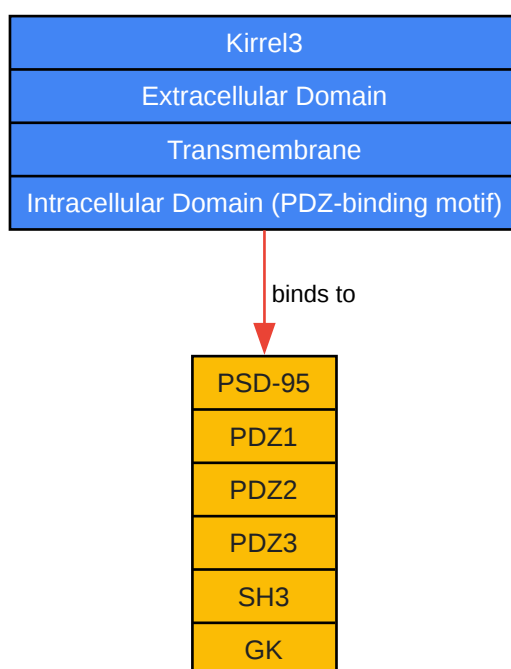 Kirrel3
Extracellular Domain
Transmembrane
Intracellular Domain (PDZ-binding motif)
binds to
PSD-95
PDZ1
PDZ2
PDZ3
SH3
GK